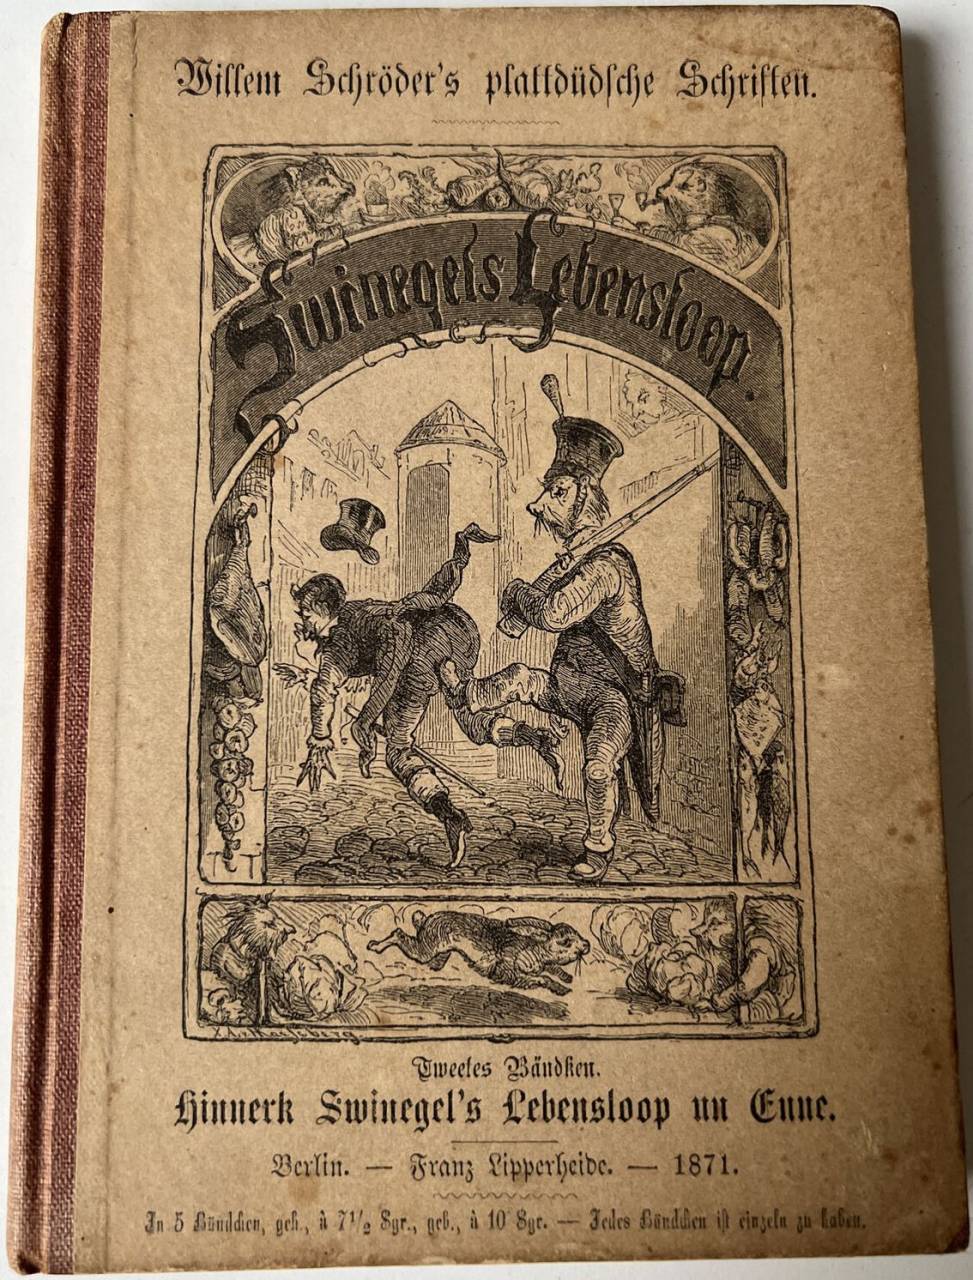 Willem Schröder's plattdüdsche Schriften.
Swinegels Lebensloop.
Tweetes Bändken.
Hinnerk Swinegel's Lebensloop un Enne.
Berlin. — Franz Lipperheide. — 1871.
In 5 Bändchen, geh., à 7½ Sgr., geb., à 10 Sgr. — Jedes Bändchen ist einzeln zu haben.